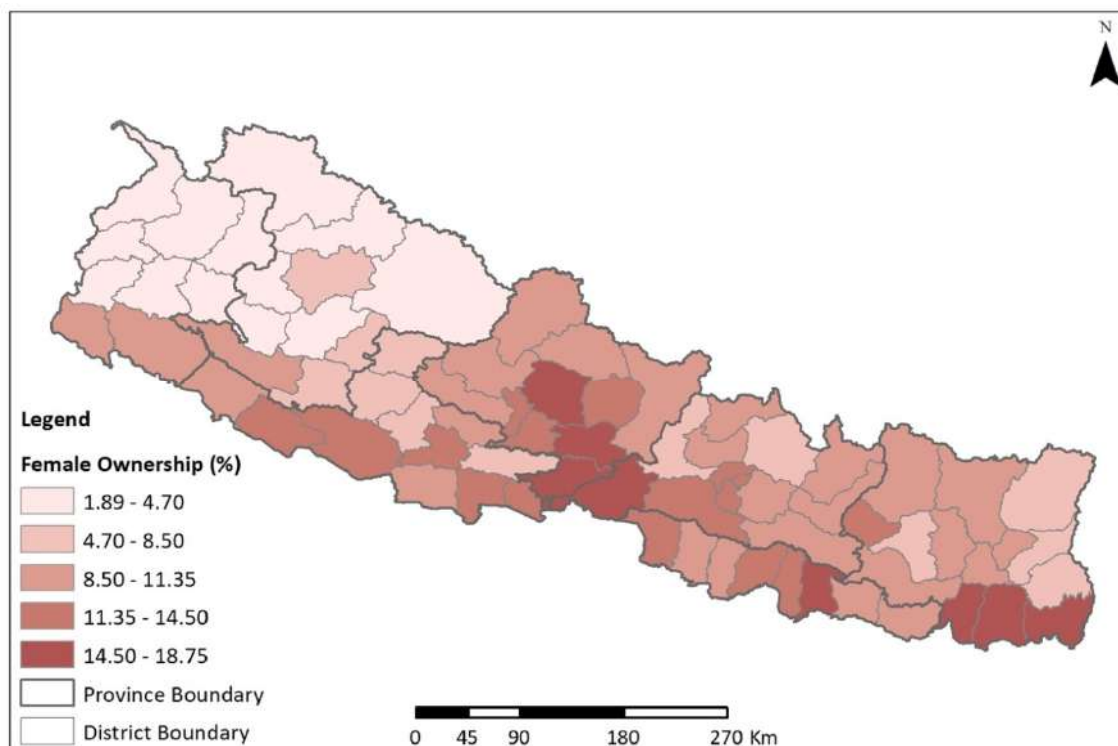 N
Legend
Female Ownership (%)
1.89 - 4.70
4.70 - 8.50
8.50 - 11.35
11.35 - 14.50
14.50 - 18.75
Province Boundary
District Boundary
0 45 90 180 270 Km